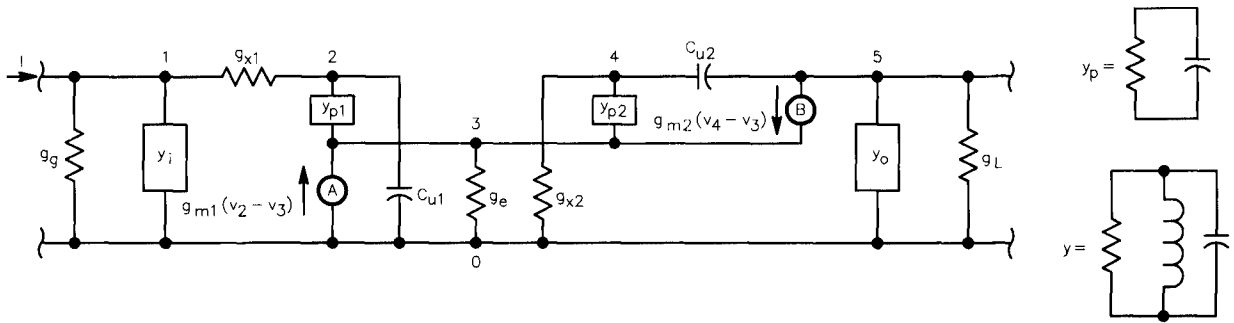 I
1
g_x1
2
y_p1
C_u1
g_g
y_i
g_m1(v_2 – v_3)
A
3
g_e
0
4
C_u2
5
y_p2
g_m2(v_4 – v_3)
B
g_x2
y_o
g_L
y_p =
y =